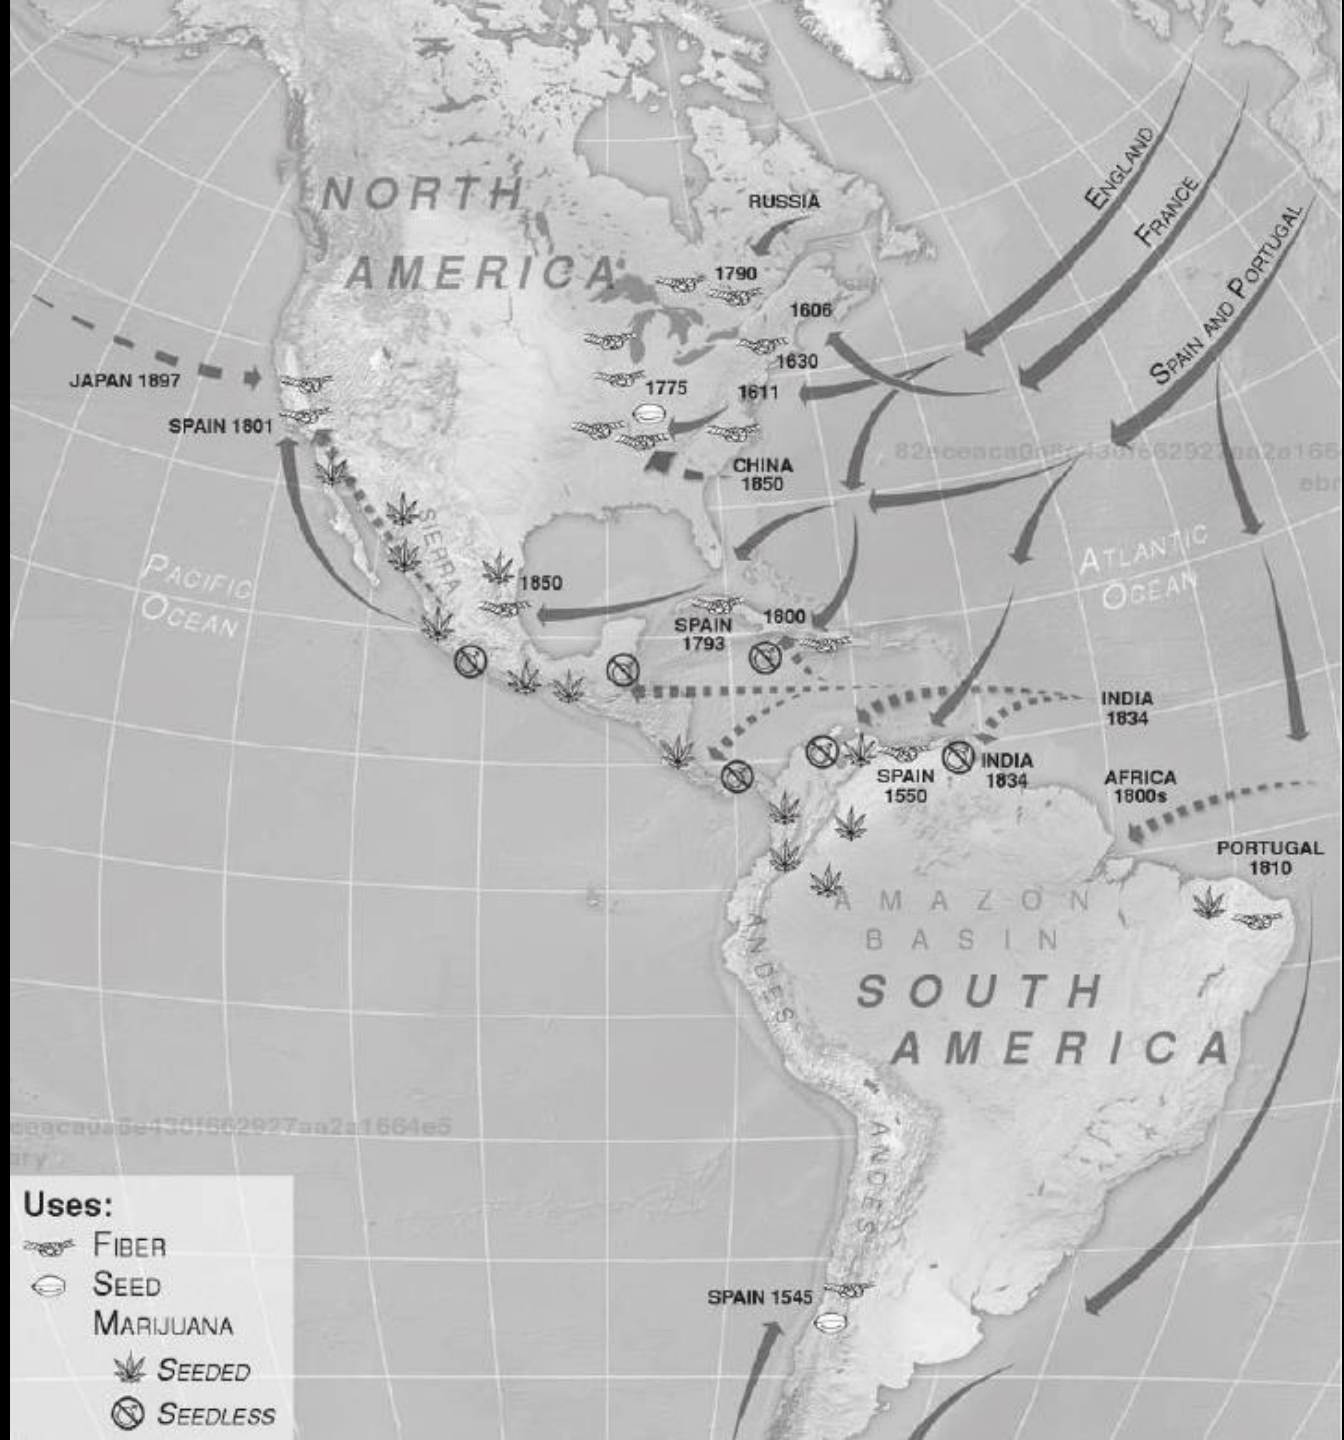 NORTH
AMERICA
RUSSIA
1790
1606
1630
1611
1775
ENGLAND
FRANCE
SPAIN AND PORTUGAL
JAPAN 1897
SPAIN 1801
CHINA
1850
SIERRA
1850
PACIFIC
OCEAN
ATLANTIC
OCEAN
SPAIN
1793
1800
INDIA
1834
SPAIN
1550
INDIA
1834
AFRICA
1800s
PORTUGAL
1810
AMAZON
BASIN
ANDES
SOUTH
AMERICA
ANDES
SPAIN 1545
Uses:
FIBER
SEED
MARIJUANA
SEEDED
SEEDLESS